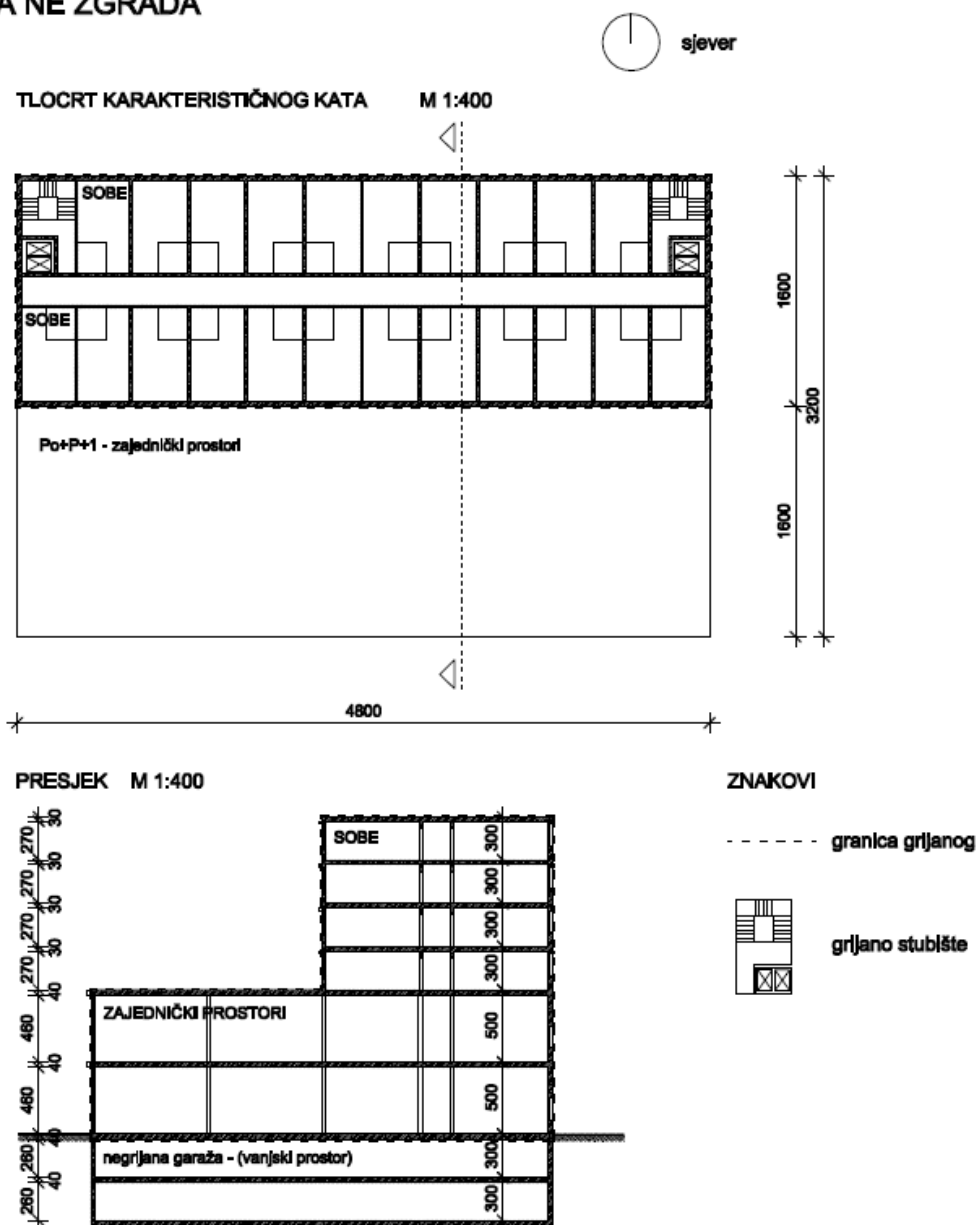 A NE ZGRADA
sjever
TLOCRT KARAKTERISTIČNOG KATA M 1:400
SOBE
SOBE
1600
3200
Po+P+1 - zajednički prostori
1600
4800
PRESJEK M 1:400
ZNAKOVI
30
270
SOBE
300
granica grijanog
30
270
300
30
270
300
grijano stubište
30
270
300
40
ZAJEDNIČKI PROSTORI
460
500
40
460
500
40
negrijana garaža - (vanjski prostor)
260
300
40
260
300